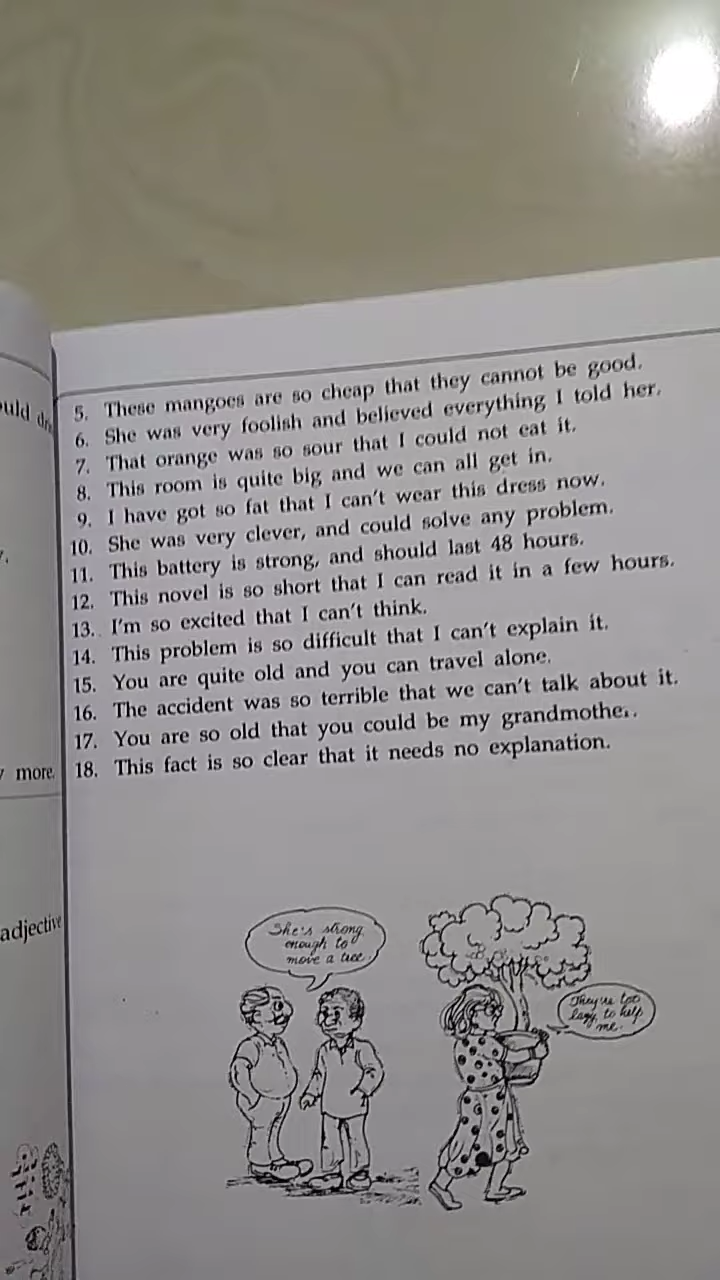 5. These mangoes are so cheap that they cannot be good.
6. She was very foolish and believed everything I told her.
7. That orange was so sour that I could not eat it.
8. This room is quite big and we can all get in.
9. I have got so fat that I can't wear this dress now.
10. She was very clever, and could solve any problem.
11. This battery is strong, and should last 48 hours.
12. This novel is so short that I can read it in a few hours.
13. I'm so excited that I can't think.
14. This problem is so difficult that I can't explain it.
15. You are quite old and you can travel alone.
16. The accident was so terrible that we can't talk about it.
17. You are so old that you could be my grandmother.
18. This fact is so clear that it needs no explanation.
more.
adjective
She's strong
enough to
move a tree
They're too
lazy to help
me.